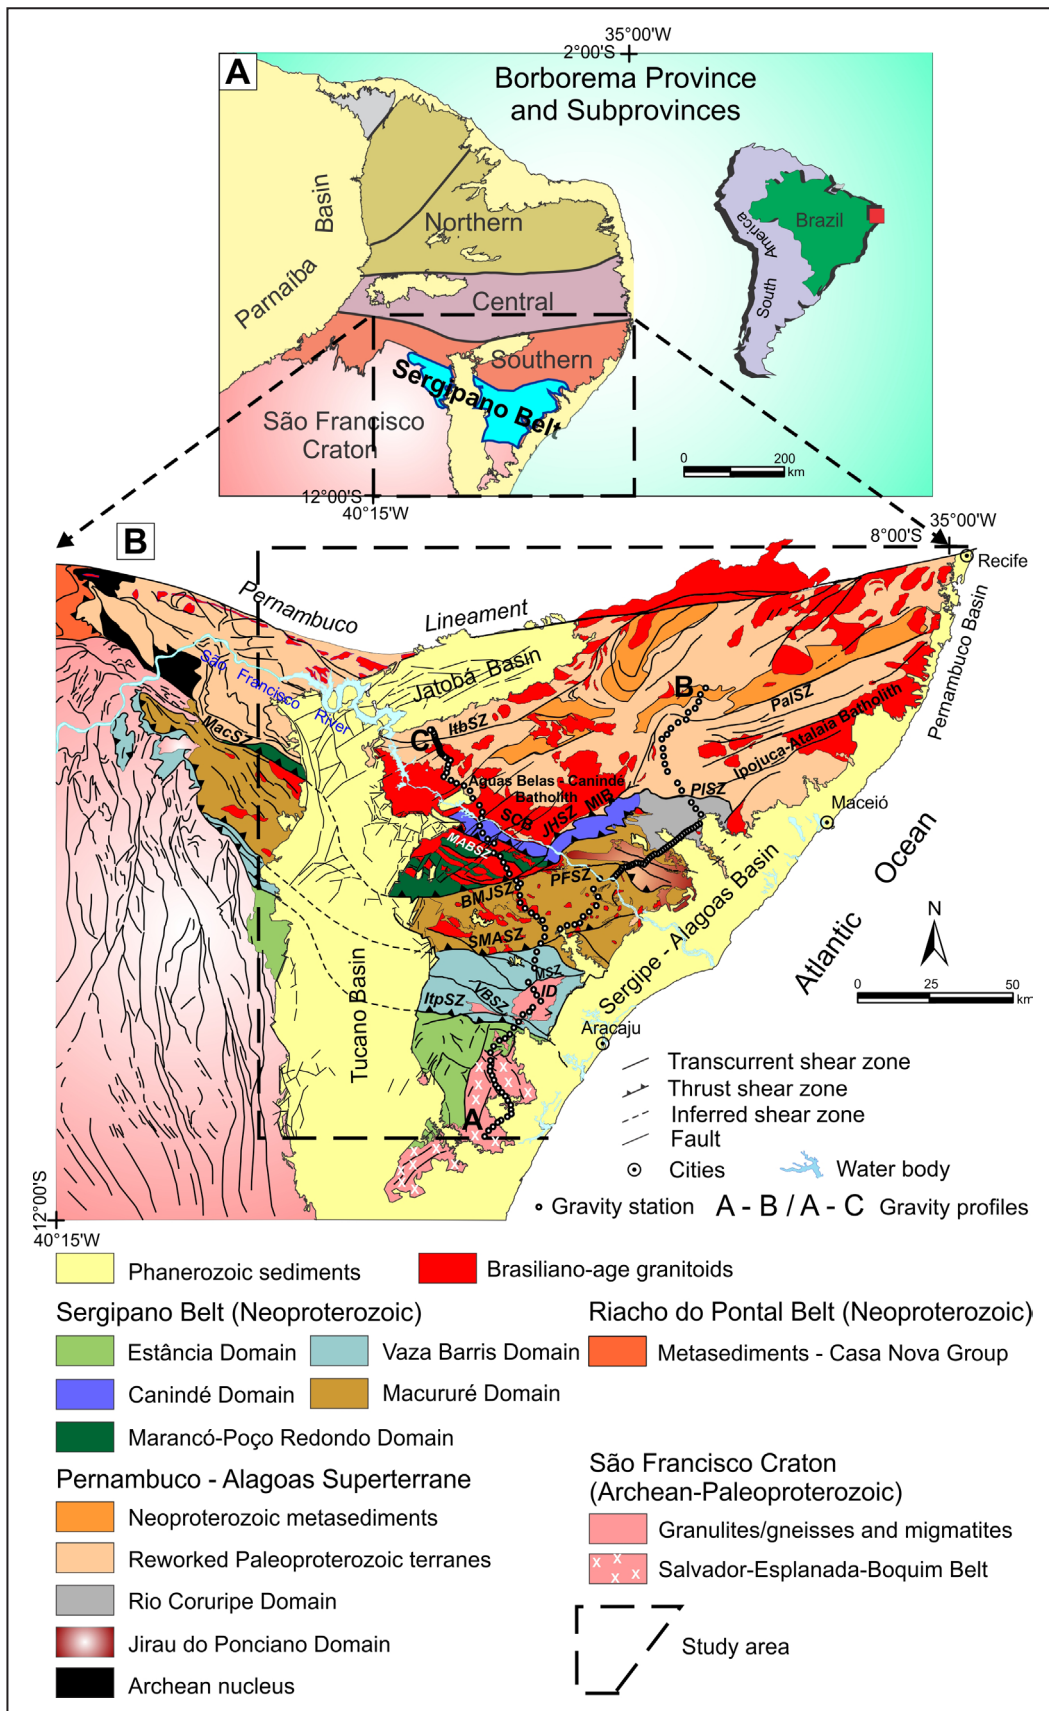 A
35°00'W
2°00'S
Borborema Province
and Subprovinces
Parnaíba
Basin
Northern
Central
Southern
Sergipano Belt
São Francisco
Craton
Brazil
South
America
0
200
km
12°00'S
40°15'W
B
35°00'W
8°00'S
Recife
Pernambuco
Lineament
Pernambuco Basin
São Francisco River
Jatobá Basin
ItbSZ
B
PalSZ
MacSZ
C
Ipojuca-Atalaia Batholith
Águas Belas - Canindé
Batholith
PISZ
SCB
JHSZ
MIB
Maceió
MABSZ
PFSZ
BMJSZ
SMASZ
MSZ
ID
VBSZ
ItpSZ
Tucano Basin
Sergipe - Alagoas Basin
Atlantic
Ocean
N
0
25
50
km
Aracaju
A
Transcurrent shear zone
Thrust shear zone
Inferred shear zone
Fault
Cities
Water body
Gravity station
A - B / A - C
Gravity profiles
12°00'S
40°15'W
Phanerozoic sediments
Brasiliano-age granitoids
Sergipano Belt (Neoproterozoic)
Riacho do Pontal Belt (Neoproterozoic)
Estância Domain
Vaza Barris Domain
Metasediments - Casa Nova Group
Canindé Domain
Macururé Domain
Marancó-Poço Redondo Domain
Pernambuco - Alagoas Superterrane
São Francisco Craton
(Archean-Paleoproterozoic)
Neoproterozoic metasediments
Granulites/gneisses and migmatites
Reworked Paleoproterozoic terranes
Salvador-Esplanada-Boquim Belt
Rio Coruripe Domain
Jirau do Ponciano Domain
Study area
Archean nucleus